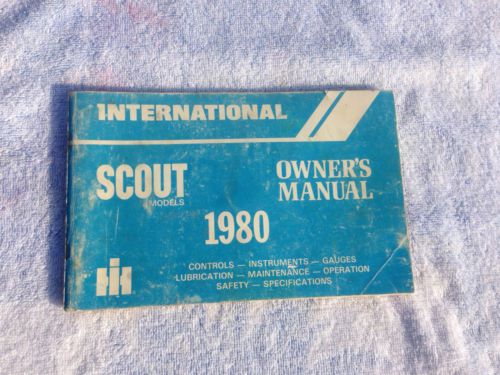 INTERNATIONAL
SCOUT
MODELS
OWNER'S
MANUAL
1980
CONTROLS — INSTRUMENTS — GAUGES
LUBRICATION — MAINTENANCE — OPERATION
SAFETY — SPECIFICATIONS
IH